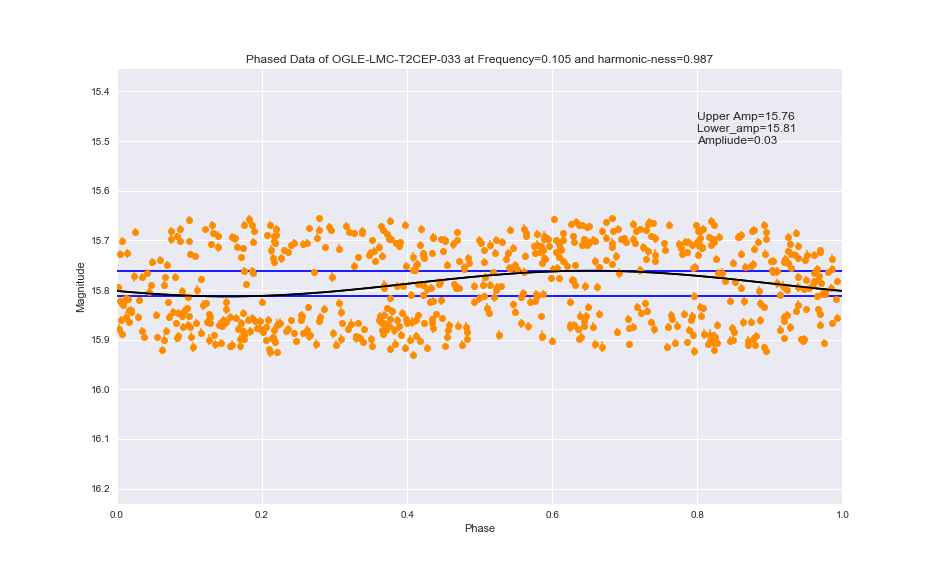 Phased Data of OGLE-LMC-T2CEP-033 at Frequency=0.105 and harmonic-ness=0.987
Upper Amp=15.76
Lower_amp=15.81
Ampliude=0.03
15.4
15.5
15.6
15.7
15.8
15.9
16.0
16.1
16.2
Magnitude
0.0
0.2
0.4
0.6
0.8
1.0
Phase